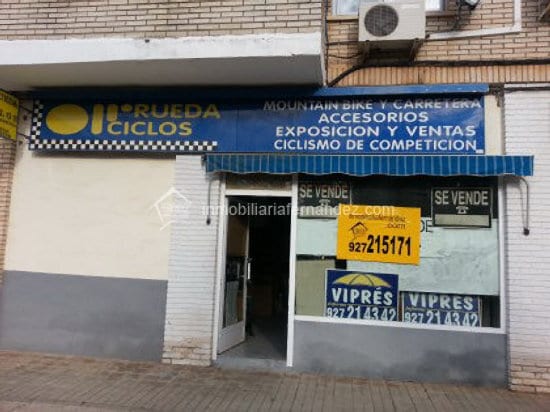 RUEDA
CICLOS
MOUNTAIN BIKE Y CARRETERA
ACCESORIOS
EXPOSICION Y VENTAS
CICLISMO DE COMPETICION
SE VENDE
SE VENDE
inmobiliariafernandez.com
927215171
VIPRÉS
927 21 43 42
VIPRES
927 21 43 42